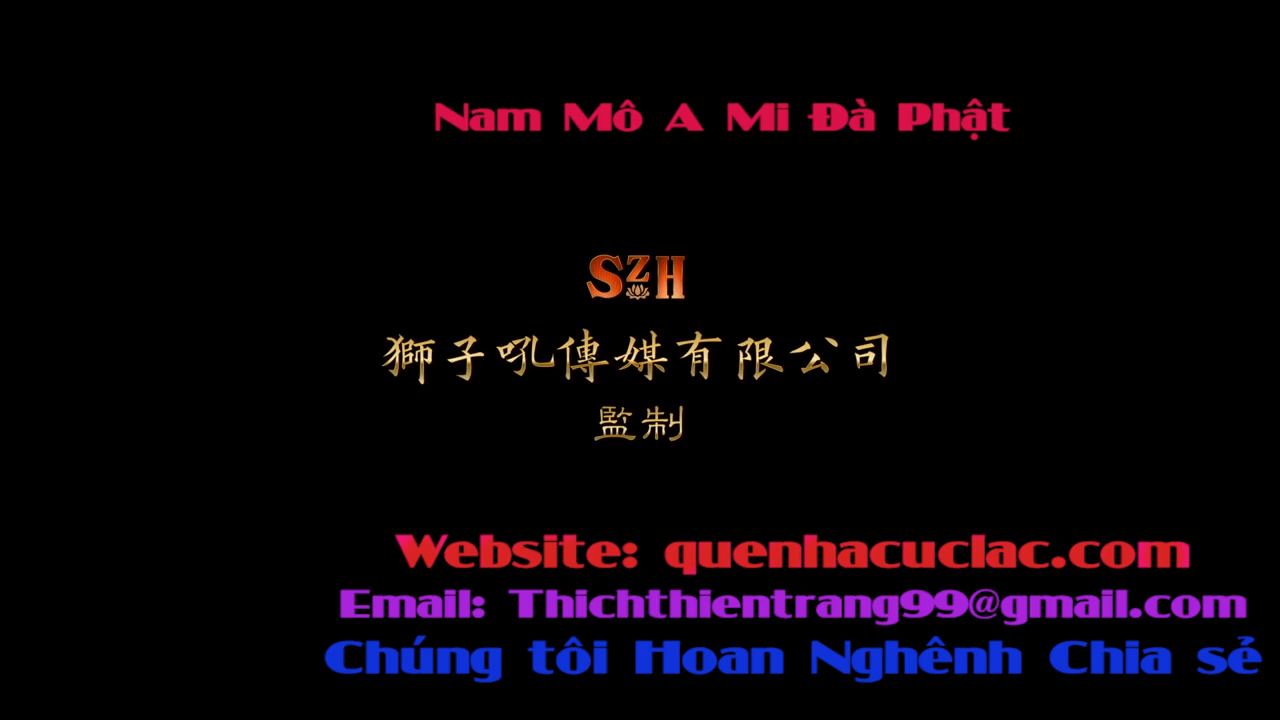 Nam Mô A Mi Đà Phật
SZH
獅子吼傳媒有限公司
監制
Website: quenhacuclac.com
Email: Thichthientrang99@gmail.com
Chúng tôi Hoan Nghênh Chia sẻ